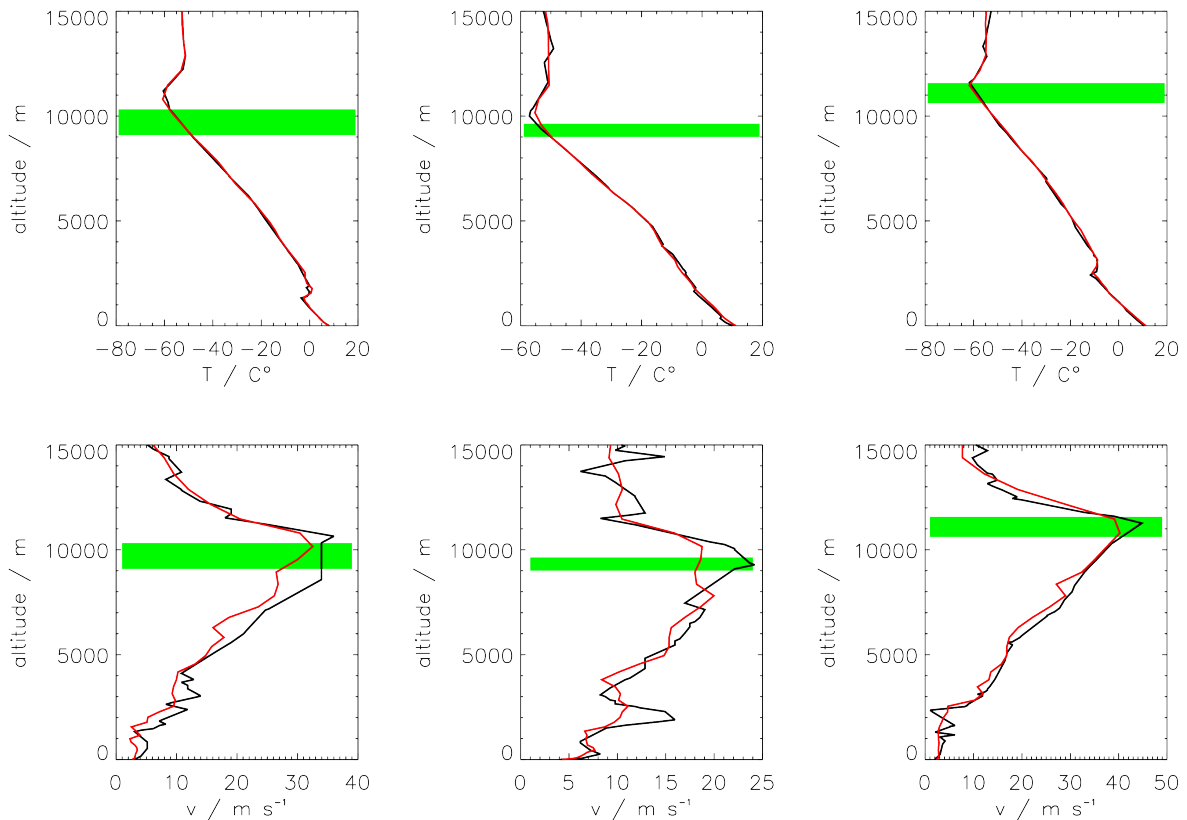 15000 15000 15000
altitude / m altitude / m altitude / m
10000 10000 10000
5000 5000 5000
0 0 0
−80 −60 −40 −20 0 20 −60 −40 −20 0 20 −80 −60 −40 −20 0 20
T / C° T / C° T / C°
15000 15000 15000
altitude / m altitude / m altitude / m
10000 10000 10000
5000 5000 5000
0 0 0
0 10 20 30 40 0 5 10 15 20 25 0 10 20 30 40 50
v / m s⁻¹ v / m s⁻¹ v / m s⁻¹